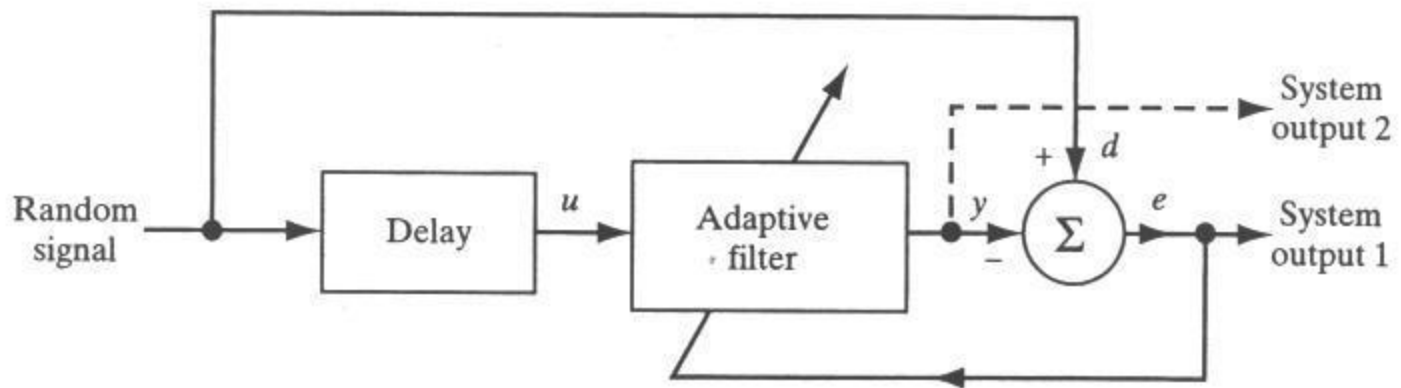 System
output 2
+
d
Random
signal
Delay
u
Adaptive
filter
y
−
Σ
e
System
output 1